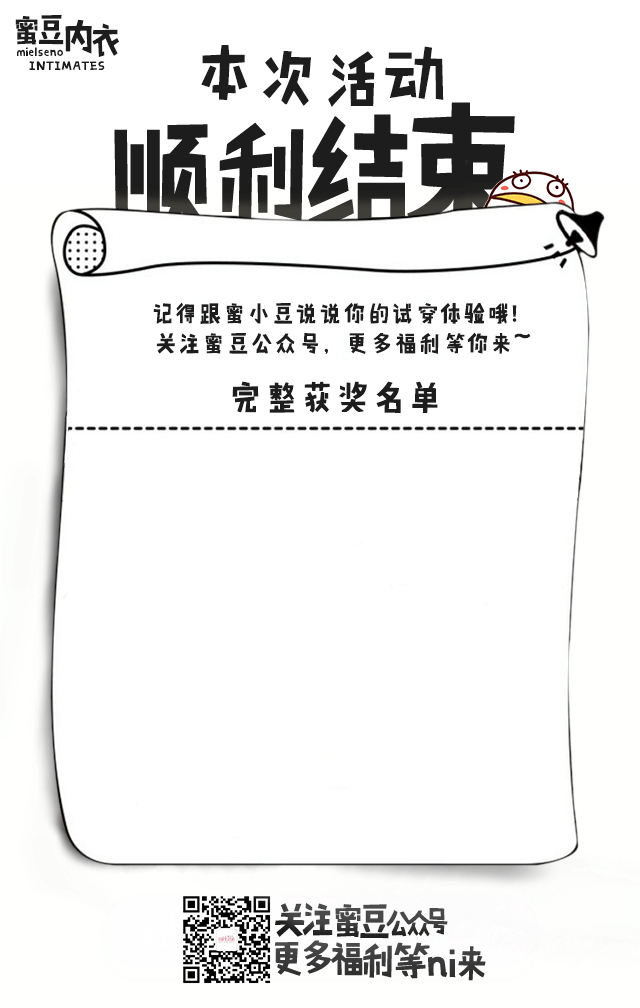 蜜豆内衣
mielseno
INTIMATES
本次活动
顺利结束
记得跟蜜小豆说说你的试穿体验哦!
关注蜜豆公众号，更多福利等你来~
完整获奖名单
关注蜜豆公众号
更多福利等ni来